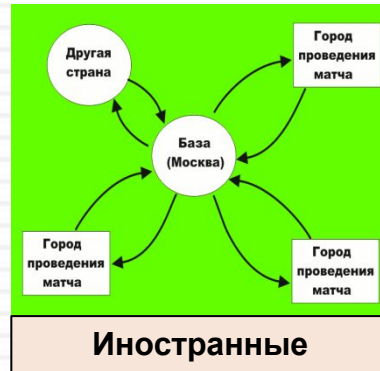 Другая
страна
Город
проведения
матча
База
(Москва)
Город
проведения
матча
Город
проведения
матча
Иностранные